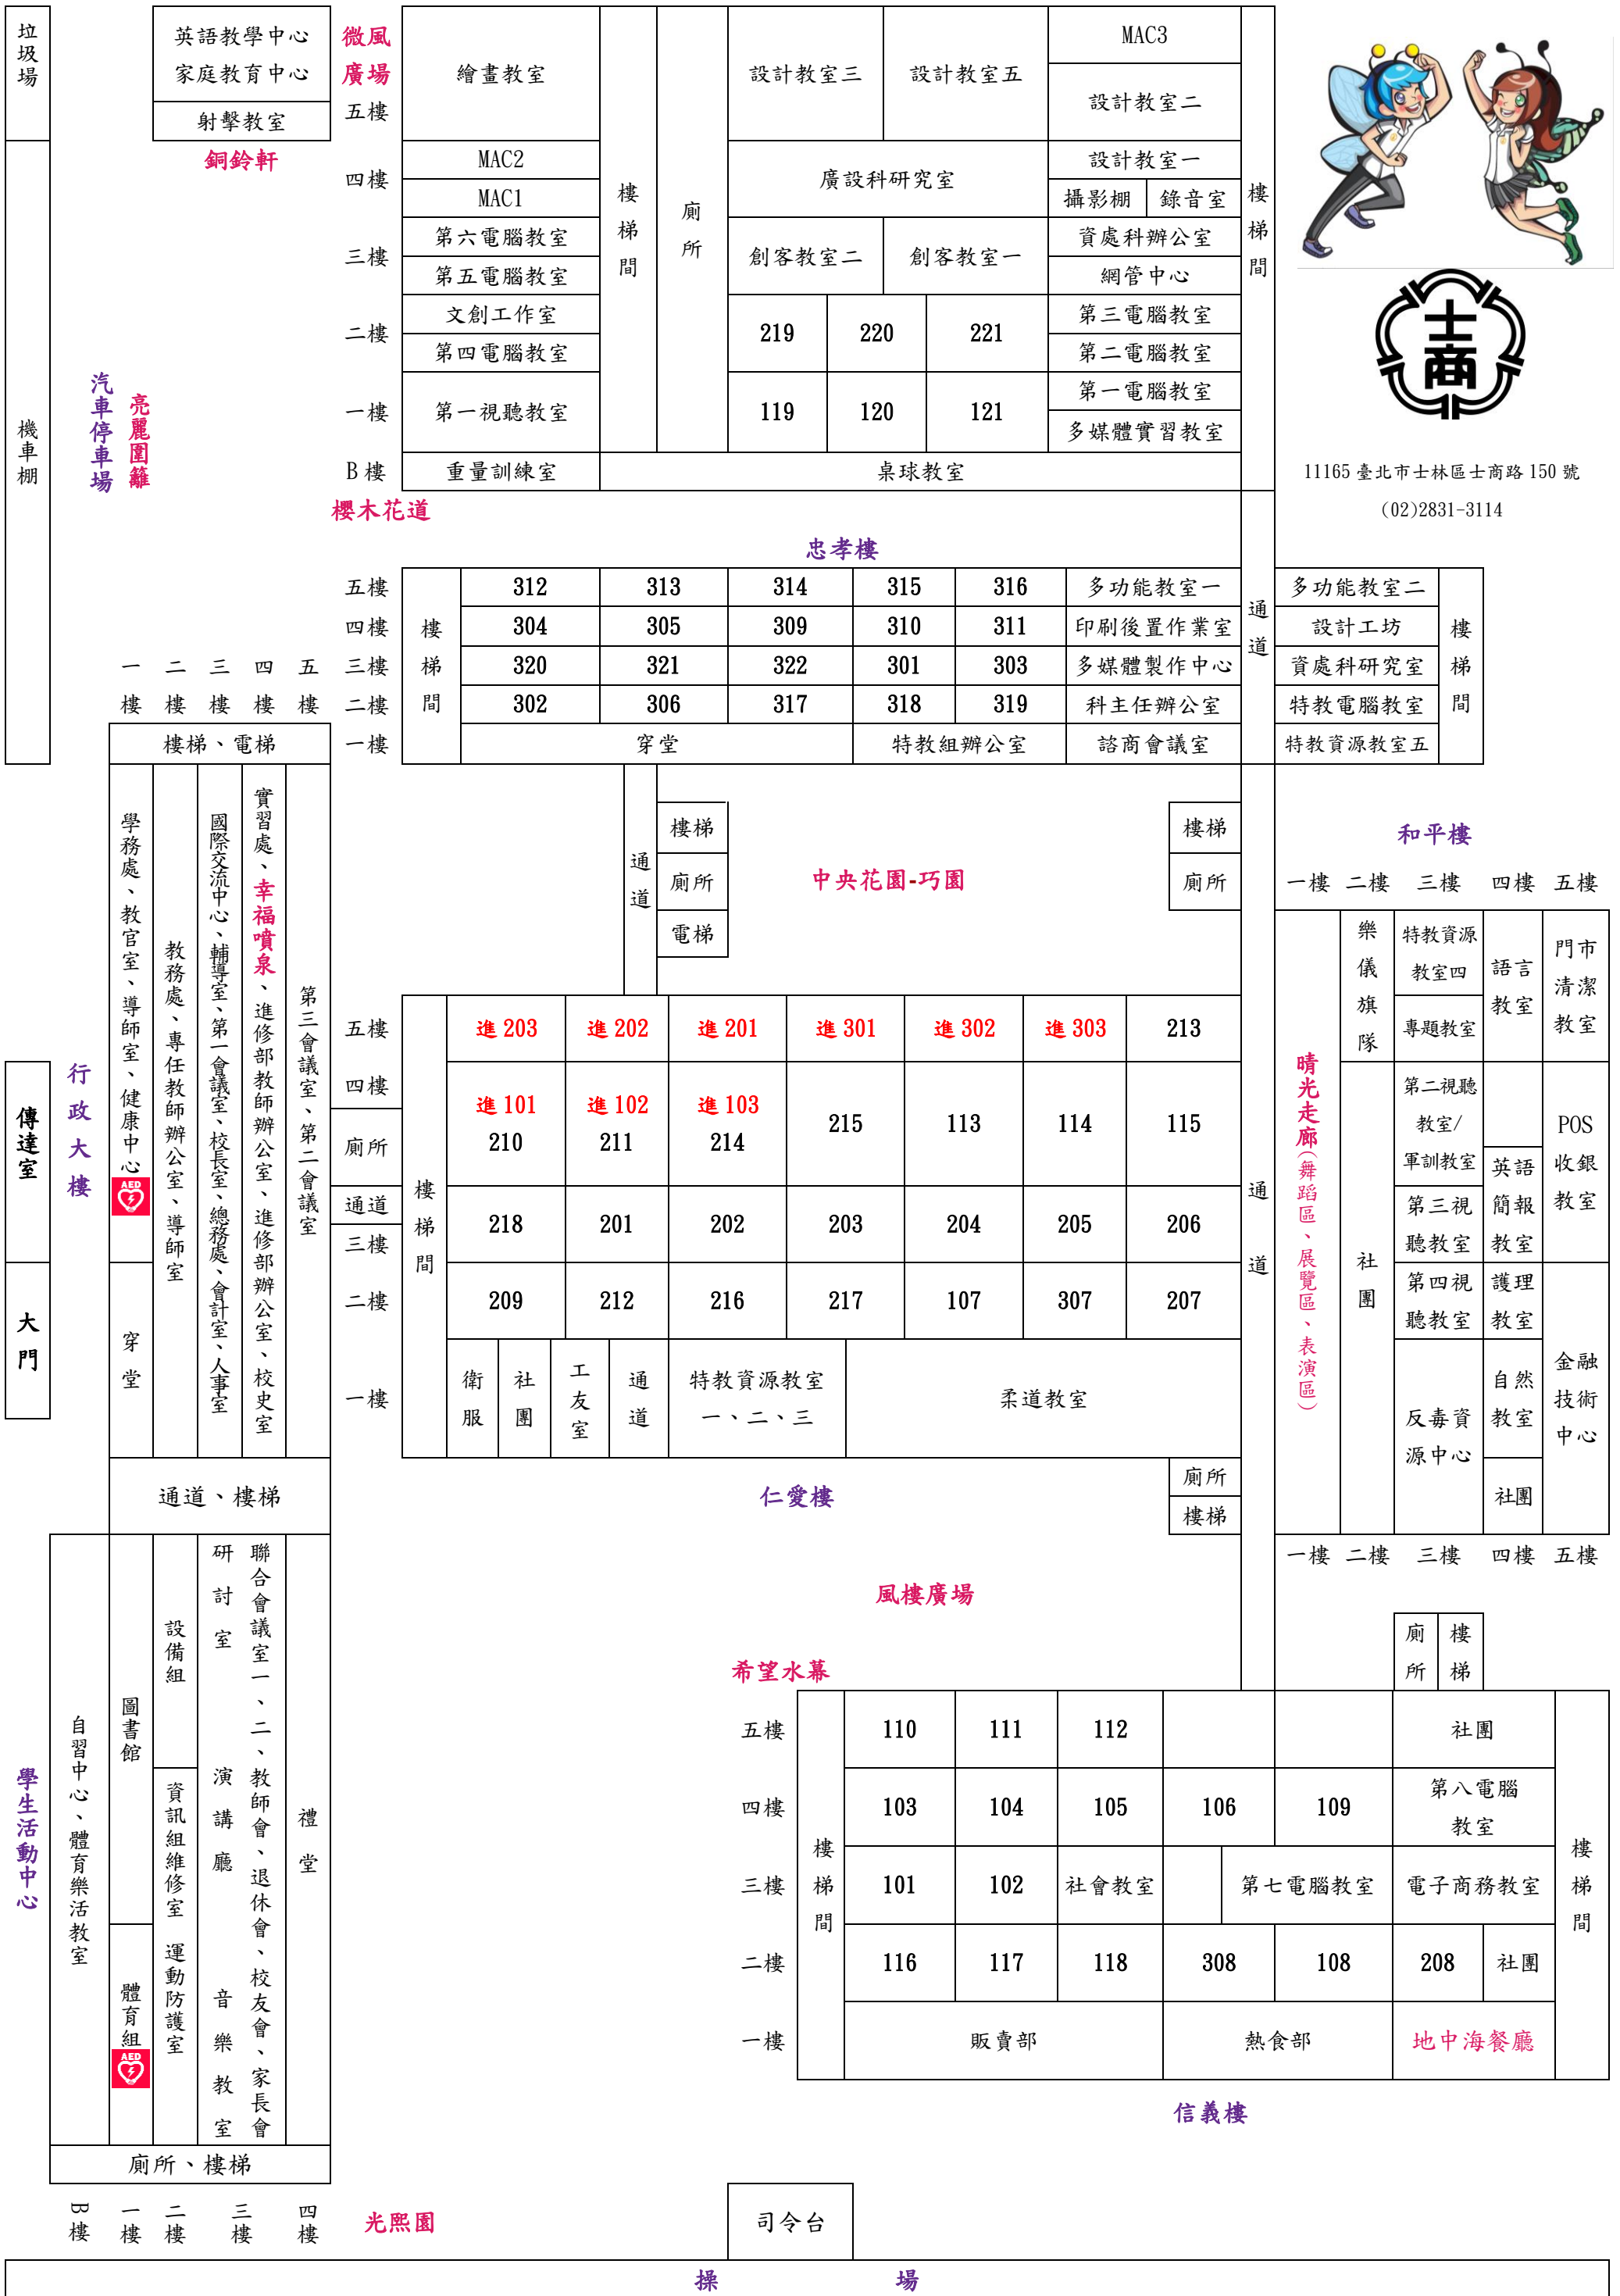 垃圾場
英語教學中心
家庭教育中心
射擊教室
銅鈴軒
微風
廣場
五樓
繪畫教室
樓梯間
廁所
設計教室三
設計教室五
MAC3
設計教室二
樓梯間
四樓
MAC2
MAC1
廣設科研究室
設計教室一
攝影棚
錄音室
三樓
第六電腦教室
第五電腦教室
創客教室二
創客教室一
資處科辦公室
網管中心
二樓
文創工作室
第四電腦教室
219
220
221
第三電腦教室
第二電腦教室
一樓
第一視聽教室
119
120
121
第一電腦教室
多媒體實習教室
B 樓
重量訓練室
桌球教室
士商
11165 臺北市士林區士商路 150 號
(02)2831-3114
機車棚
汽車停車場
亮麗圍籬
櫻木花道
忠孝樓
五樓
312
313
314
315
316
多功能教室一
多功能教室二
四樓
304
305
309
310
311
印刷後置作業室
設計工坊
三樓
320
321
322
301
303
多媒體製作中心
資處科研究室
二樓
302
306
317
318
319
科主任辦公室
特教電腦教室
一樓
穿堂
特教組辦公室
諮商會議室
特教資源教室五
樓梯間
通道
樓梯間
一樓
二樓
三樓
四樓
五樓
樓梯、電梯
學務處、教官室、導師室、健康中心
AED
穿堂
教務處、專任教師辦公室、導師室
國際交流中心、輔導室、第一會議室、校長室、總務處、會計室、人事室
實習處、幸福噴泉、進修部教師辦公室、進修部辦公室、校史室
第三會議室、第二會議室
行政大樓
傳達室
大門
通道、樓梯
通道
樓梯
廁所
電梯
中央花園-巧園
樓梯
廁所
五樓
進 203
進 202
進 201
進 301
進 302
進 303
213
四樓
廁所
進 101
210
進 102
211
進 103
214
215
113
114
115
通道
三樓
218
201
202
203
204
205
206
二樓
209
212
216
217
107
307
207
一樓
衛服
社團
工友室
通道
特教資源教室
一、二、三
柔道教室
樓梯間
通道
仁愛樓
廁所
樓梯
和平樓
一樓
二樓
三樓
四樓
五樓
晴光走廊(舞蹈區、展覽區、表演區)
樂儀旗隊
社團
特教資源
教室四
專題教室
第二視聽
教室/
軍訓教室
第三視
聽教室
第四視
聽教室
反毒資
源中心
語言
教室
英語
簡報
教室
護理
教室
自然
教室
社團
門市
清潔
教室
POS
收銀
教室
金融
技術
中心
一樓
二樓
三樓
四樓
五樓
學生活動中心
自習中心、體育樂活教室
圖書館
體育組
AED
設備組
資訊組維修室
運動防護室
研討室
演講廳
音樂教室
聯合會議室一、二、教師會、退休會、校友會、家長會
禮堂
廁所、樓梯
B樓
一樓
二樓
三樓
四樓
風樓廣場
希望水幕
廁所
樓梯
五樓
110
111
112
社團
四樓
103
104
105
106
109
第八電腦
教室
三樓
101
102
社會教室
第七電腦教室
電子商務教室
二樓
116
117
118
308
108
208
社團
一樓
販賣部
熱食部
地中海餐廳
樓梯間
樓梯間
信義樓
光熙園
司令台
操場